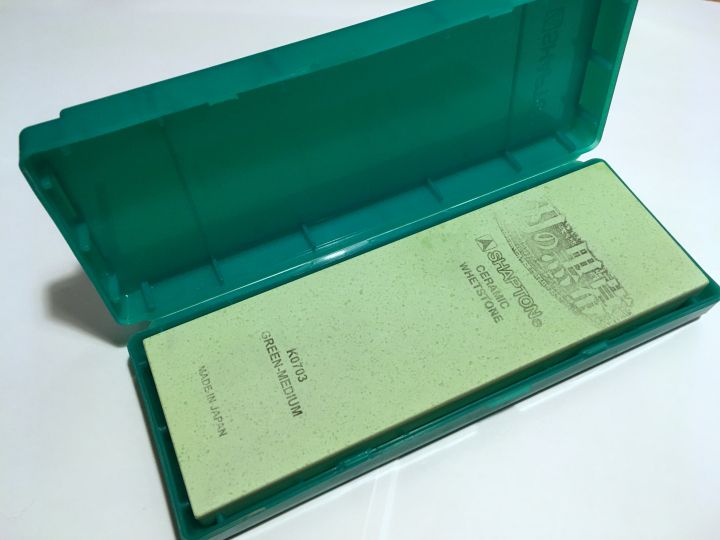 SHAPTON®
CERAMIC
WHETSTONE
K0703
GREEN-MEDIUM
MADE IN JAPAN